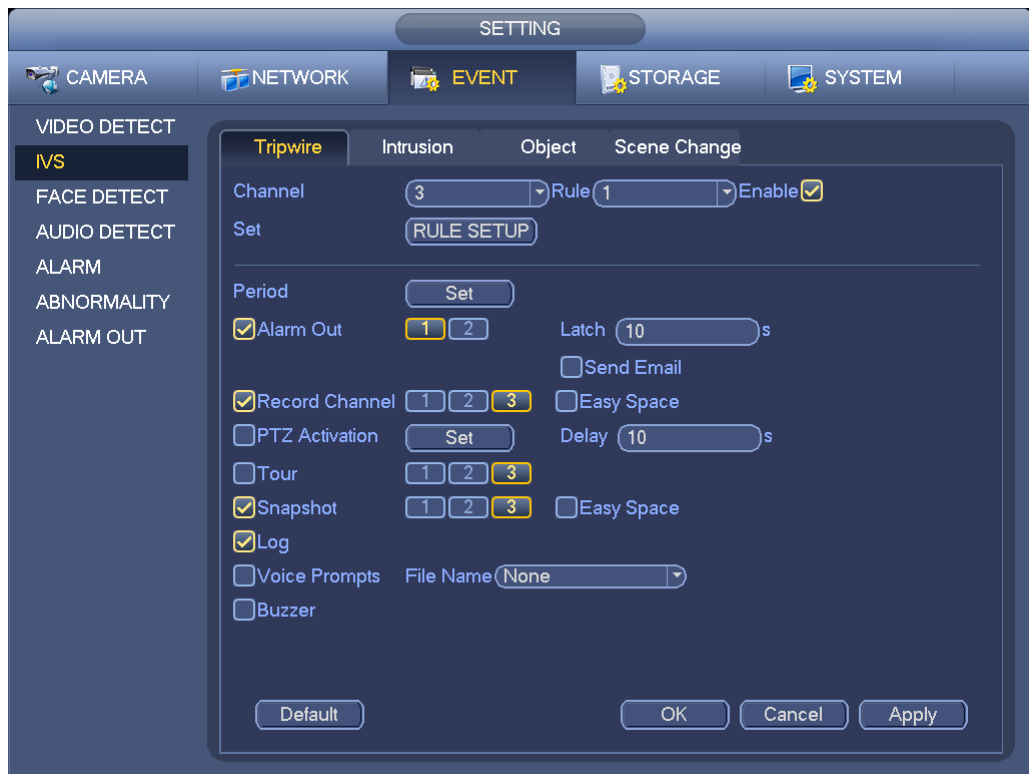 SETTING
CAMERA NETWORK EVENT STORAGE SYSTEM
VIDEO DETECT
IVS
FACE DETECT
AUDIO DETECT
ALARM
ABNORMALITY
ALARM OUT
Tripwire Intrusion Object Scene Change
Channel 3 Rule 1 Enable
Set RULE SETUP
Period Set
Alarm Out 1 2 Latch 10 s
Send Email
Record Channel 1 2 3 Easy Space
PTZ Activation Set Delay 10 s
Tour 1 2 3
Snapshot 1 2 3 Easy Space
Log
Voice Prompts File Name None
Buzzer
Default OK Cancel Apply